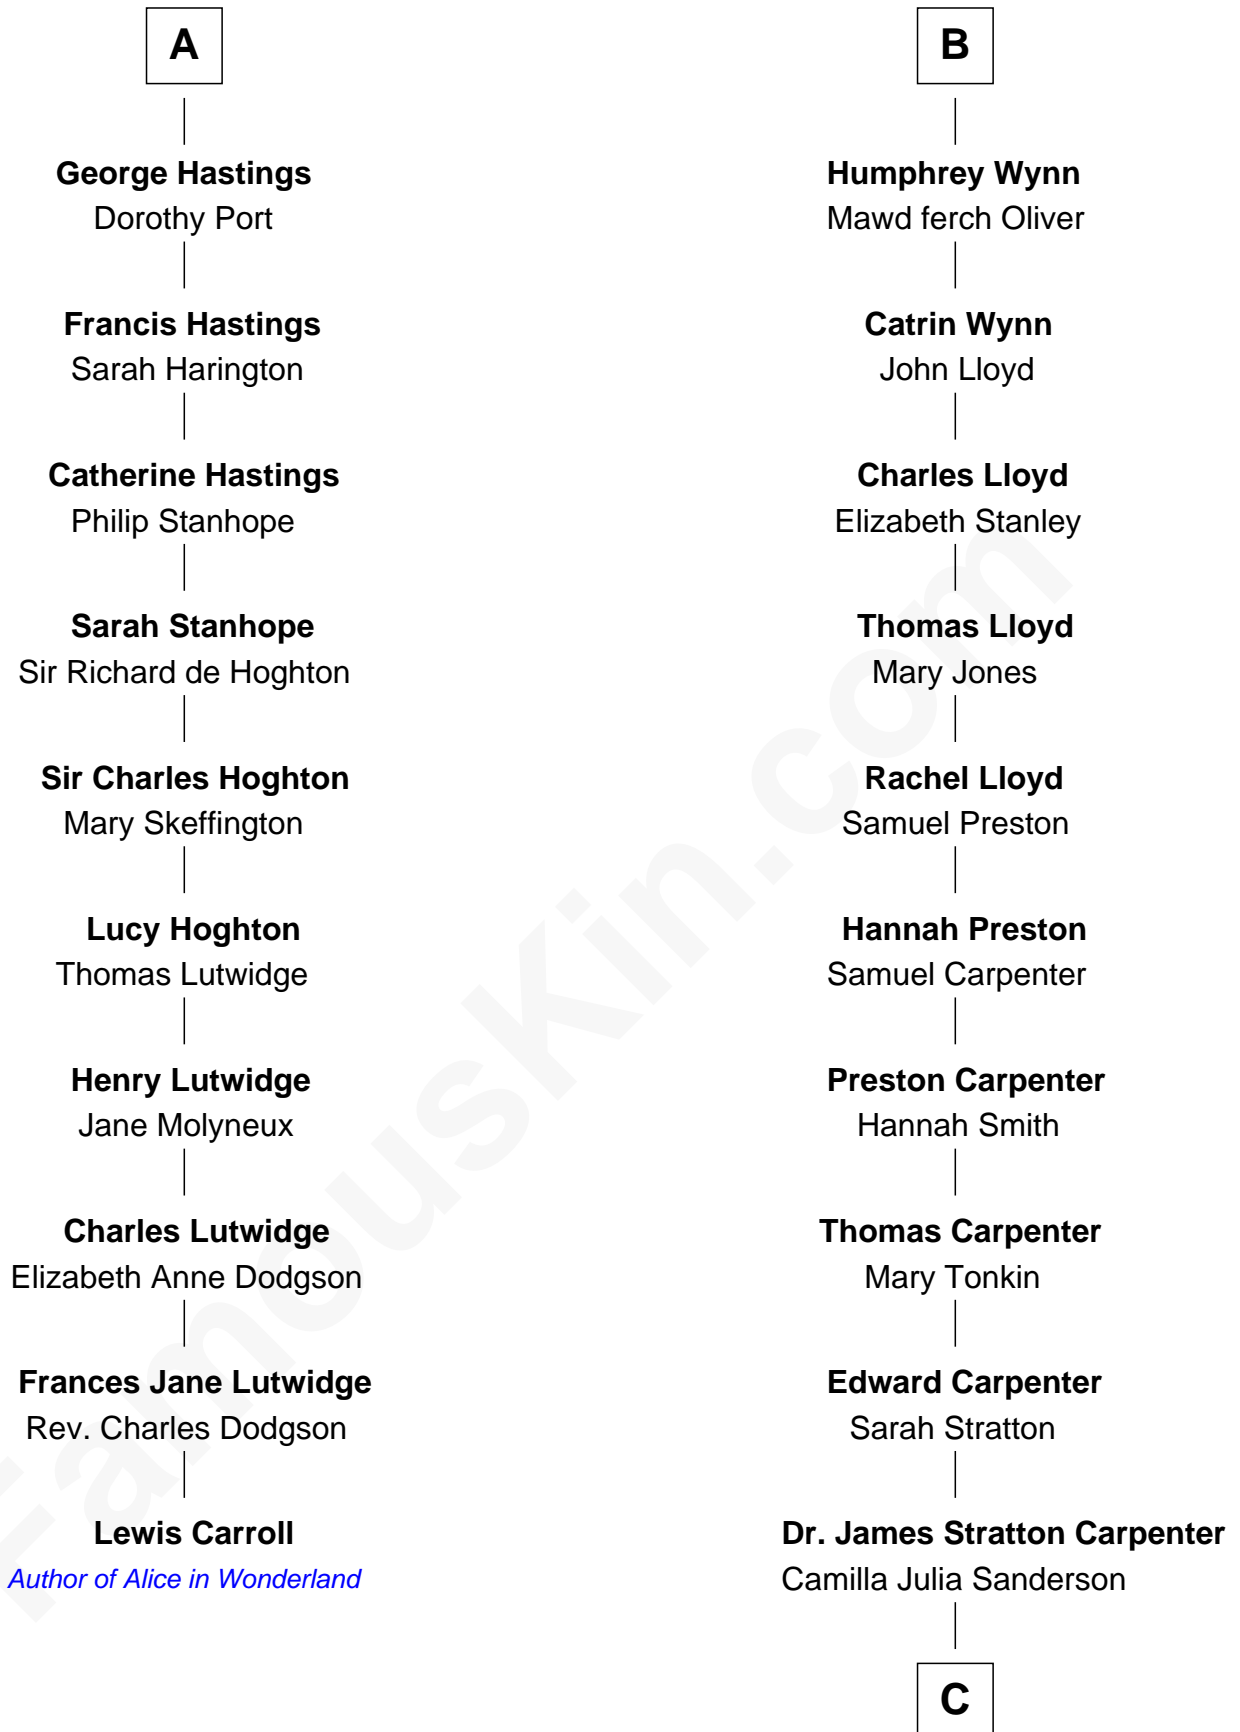 A
George Hastings
Dorothy Port
Francis Hastings
Sarah Harington
Catherine Hastings
Philip Stanhope
Sarah Stanhope
Sir Richard de Hoghton
Sir Charles Hoghton
Mary Skeffington
Lucy Hoghton
Thomas Lutwidge
Henry Lutwidge
Jane Molyneux
Charles Lutwidge
Elizabeth Anne Dodgson
Frances Jane Lutwidge
Rev. Charles Dodgson
Lewis Carroll
Author of Alice in Wonderland
B
Humphrey Wynn
Mawd ferch Oliver
Catrin Wynn
John Lloyd
Charles Lloyd
Elizabeth Stanley
Thomas Lloyd
Mary Jones
Rachel Lloyd
Samuel Preston
Hannah Preston
Samuel Carpenter
Preston Carpenter
Hannah Smith
Thomas Carpenter
Mary Tonkin
Edward Carpenter
Sarah Stratton
Dr. James Stratton Carpenter
Camilla Julia Sanderson
C
FamousKin.com